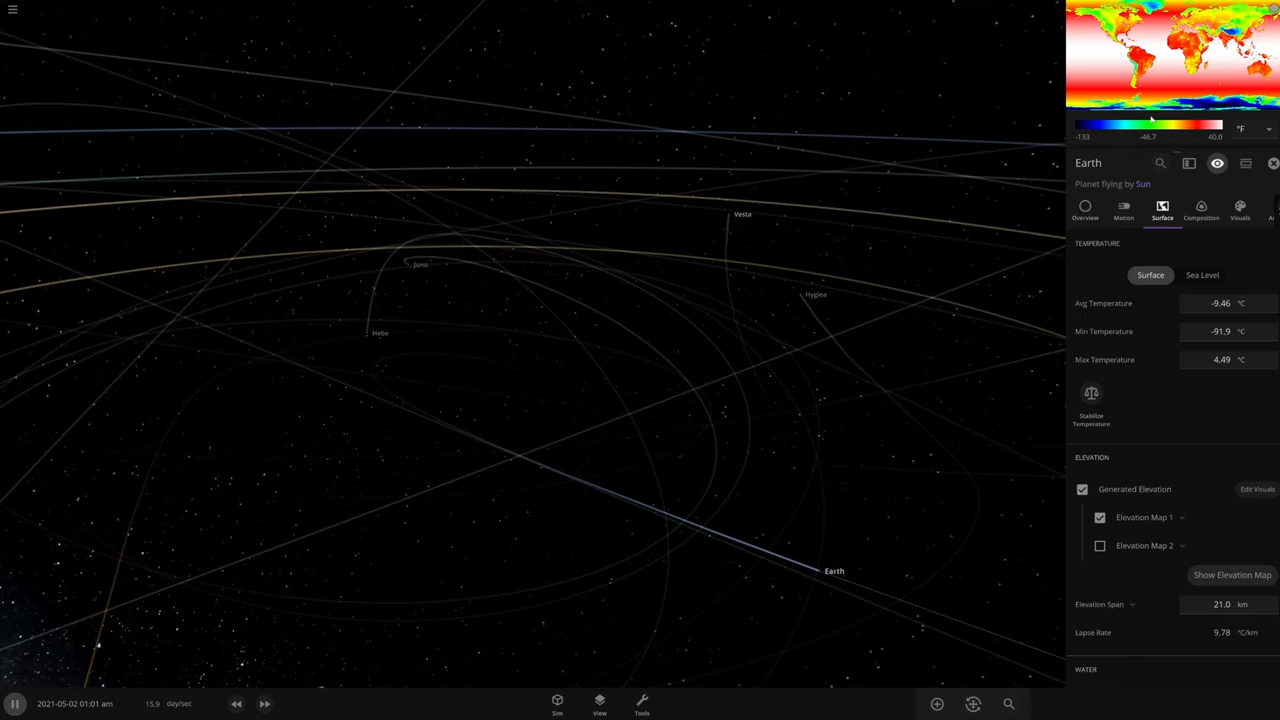 -133 -46.7 40.0 °F
Earth
Planet flying by Sun
Overview Motion Surface Composition Visuals
TEMPERATURE
Surface Sea Level
Avg Temperature -9.46 °C
Min Temperature -91.9 °C
Max Temperature 4.49 °C
Stabilize
Temperature
ELEVATION
Generated Elevation Edit Visuals
Elevation Map 1
Elevation Map 2
Show Elevation Map
Elevation Span 21.0 km
Lapse Rate 9.78 °C/km
WATER
Vesta
Juno
Hygiea
Hebe
Earth
2021-05-02 01:01 am 15.9 day/sec
Sim View Tools